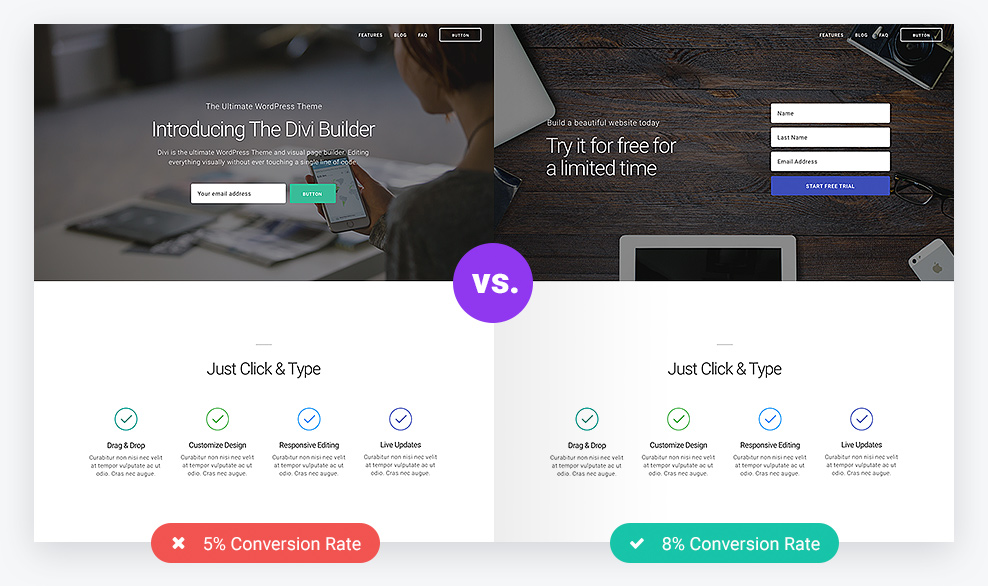 FEATURES BLOG FAQ BUTTON
The Ultimate WordPress Theme
Introducing The Divi Builder
Divi is the ultimate WordPress Theme and visual page builder. Editing
everything visually without ever touching a single line of code.
Your email address BUTTON
FEATURES BLOG FAQ BUTTON
Build a beautiful website today
Try it for free for
a limited time
Name
Last Name
Email Address
START FREE TRIAL
vs.
Just Click & Type
Drag & Drop
Curabitur non nisi nec velit
at tempor vulputate ac ut
odio. Cras nec augue.
Customize Design
Curabitur non nisi nec velit
at tempor vulputate ac ut
odio. Cras nec augue.
Responsive Editing
Curabitur non nisi nec velit
at tempor vulputate ac ut
odio. Cras nec augue.
Live Updates
Curabitur non nisi nec velit
at tempor vulputate ac ut
odio. Cras nec augue.
5% Conversion Rate
Just Click & Type
Drag & Drop
Curabitur non nisi nec velit
at tempor vulputate ac ut
odio. Cras nec augue.
Customize Design
Curabitur non nisi nec velit
at tempor vulputate ac ut
odio. Cras nec augue.
Responsive Editing
Curabitur non nisi nec velit
at tempor vulputate ac ut
odio. Cras nec augue.
Live Updates
Curabitur non nisi nec velit
at tempor vulputate ac ut
odio. Cras nec augue.
8% Conversion Rate